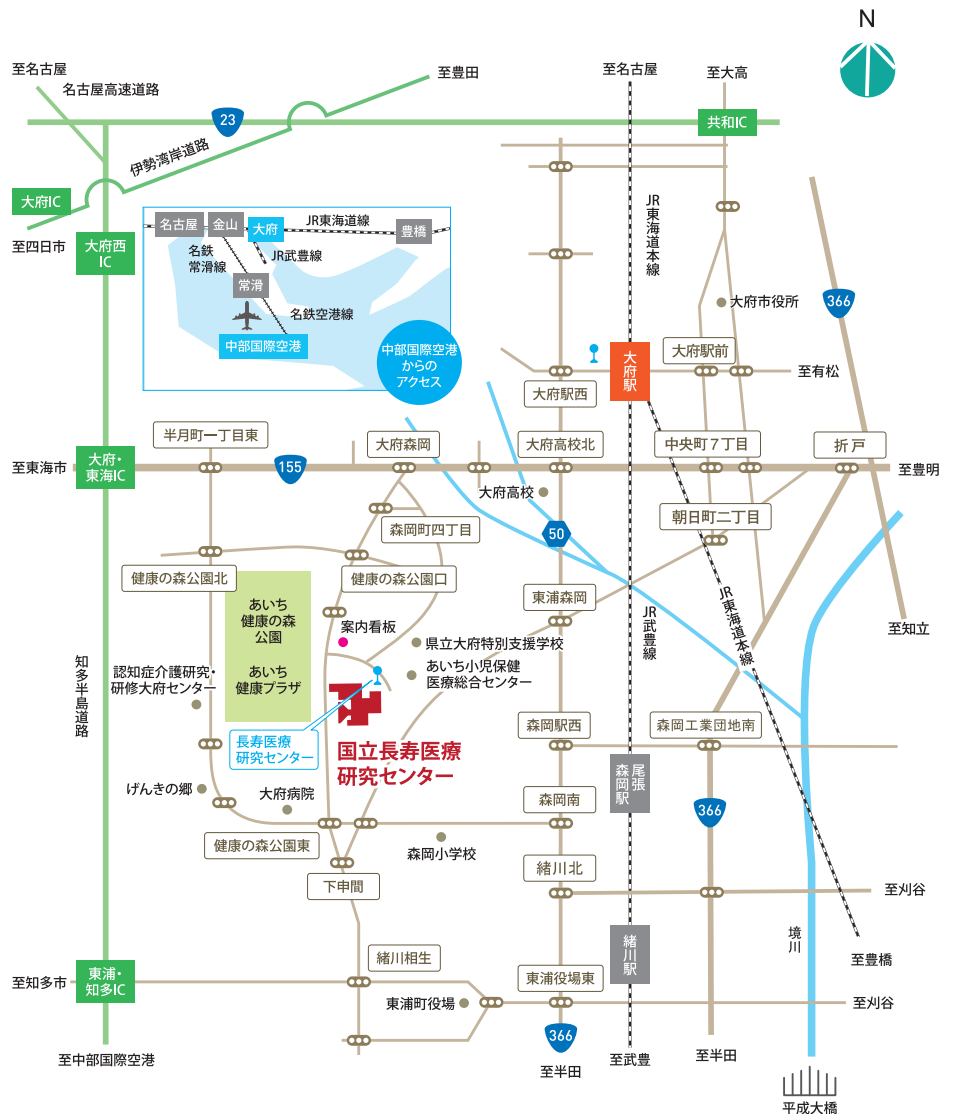 N
至名古屋
名古屋高速道路
至豊田
至名古屋
至大高
23
共和IC
伊勢湾岸道路
大府IC
至四日市
大府西
IC
名古屋
金山
大府
JR東海道線
豊橋
名鉄
常滑線
JR武豊線
常滑
名鉄空港線
中部国際空港
中部国際空港
からの
アクセス
JR東海道本線
366
大府市役所
大府駅
大府駅前
至有松
大府駅西
半月町一丁目東
大府森岡
大府高校北
中央町7丁目
折戸
至東海市
大府・
東海IC
155
至豊明
大府高校
森岡町四丁目
50
朝日町二丁目
健康の森公園北
健康の森公園口
東浦森岡
あいち
健康の森
公園
案内看板
県立大府特別支援学校
JR武豊線
JR東海道本線
至知立
知多半島道路
認知症介護研究・
研修大府センター
あいち
健康プラザ
あいち小児保健
医療総合センター
長寿医療
研究センター
国立長寿医療
研究センター
森岡駅西
森岡工業団地南
尾張
森岡駅
げんきの郷
大府病院
森岡南
366
健康の森公園東
森岡小学校
下申間
緒川北
至刈谷
境川
緒川相生
緒川駅
至豊橋
至知多市
東浦・
知多IC
東浦役場東
東浦町役場
至刈谷
366
至中部国際空港
至半田
至武豊
至半田
平成大橋